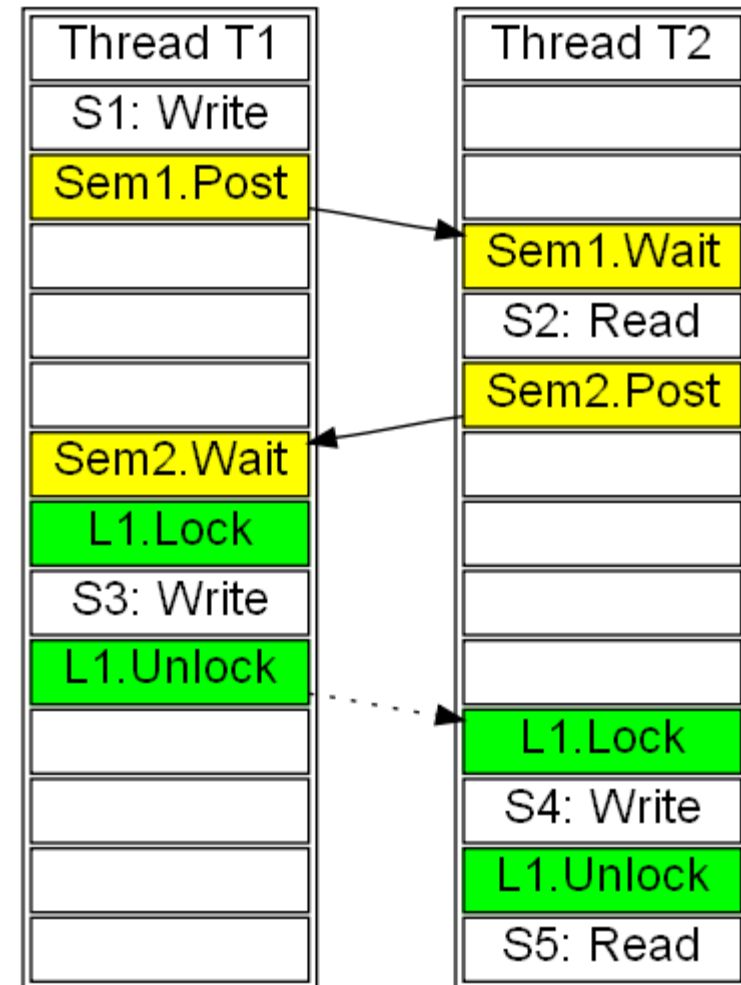 Thread T1
S1: Write
Sem1.Post
Sem2.Wait
L1.Lock
S3: Write
L1.Unlock
Thread T2
Sem1.Wait
S2: Read
Sem2.Post
L1.Lock
S4: Write
L1.Unlock
S5: Read